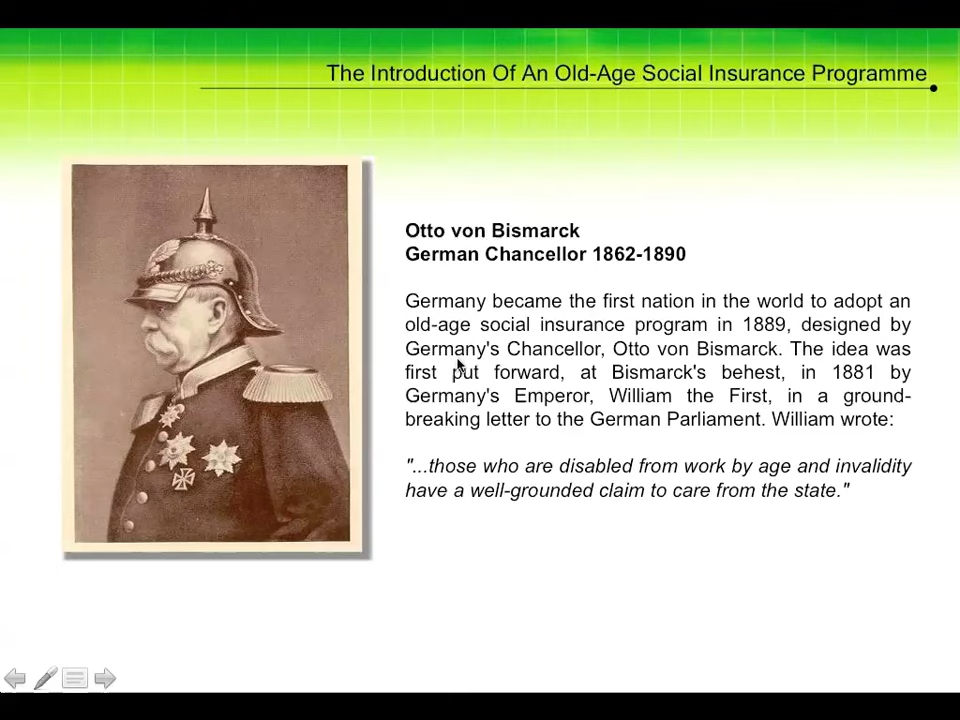 The Introduction Of An Old-Age Social Insurance Programme
Otto von Bismarck
German Chancellor 1862-1890
Germany became the first nation in the world to adopt an
old-age social insurance program in 1889, designed by
Germany's Chancellor, Otto von Bismarck. The idea was
first put forward, at Bismarck's behest, in 1881 by
Germany's Emperor, William the First, in a ground-
breaking letter to the German Parliament. William wrote:
"...those who are disabled from work by age and invalidity
have a well-grounded claim to care from the state."